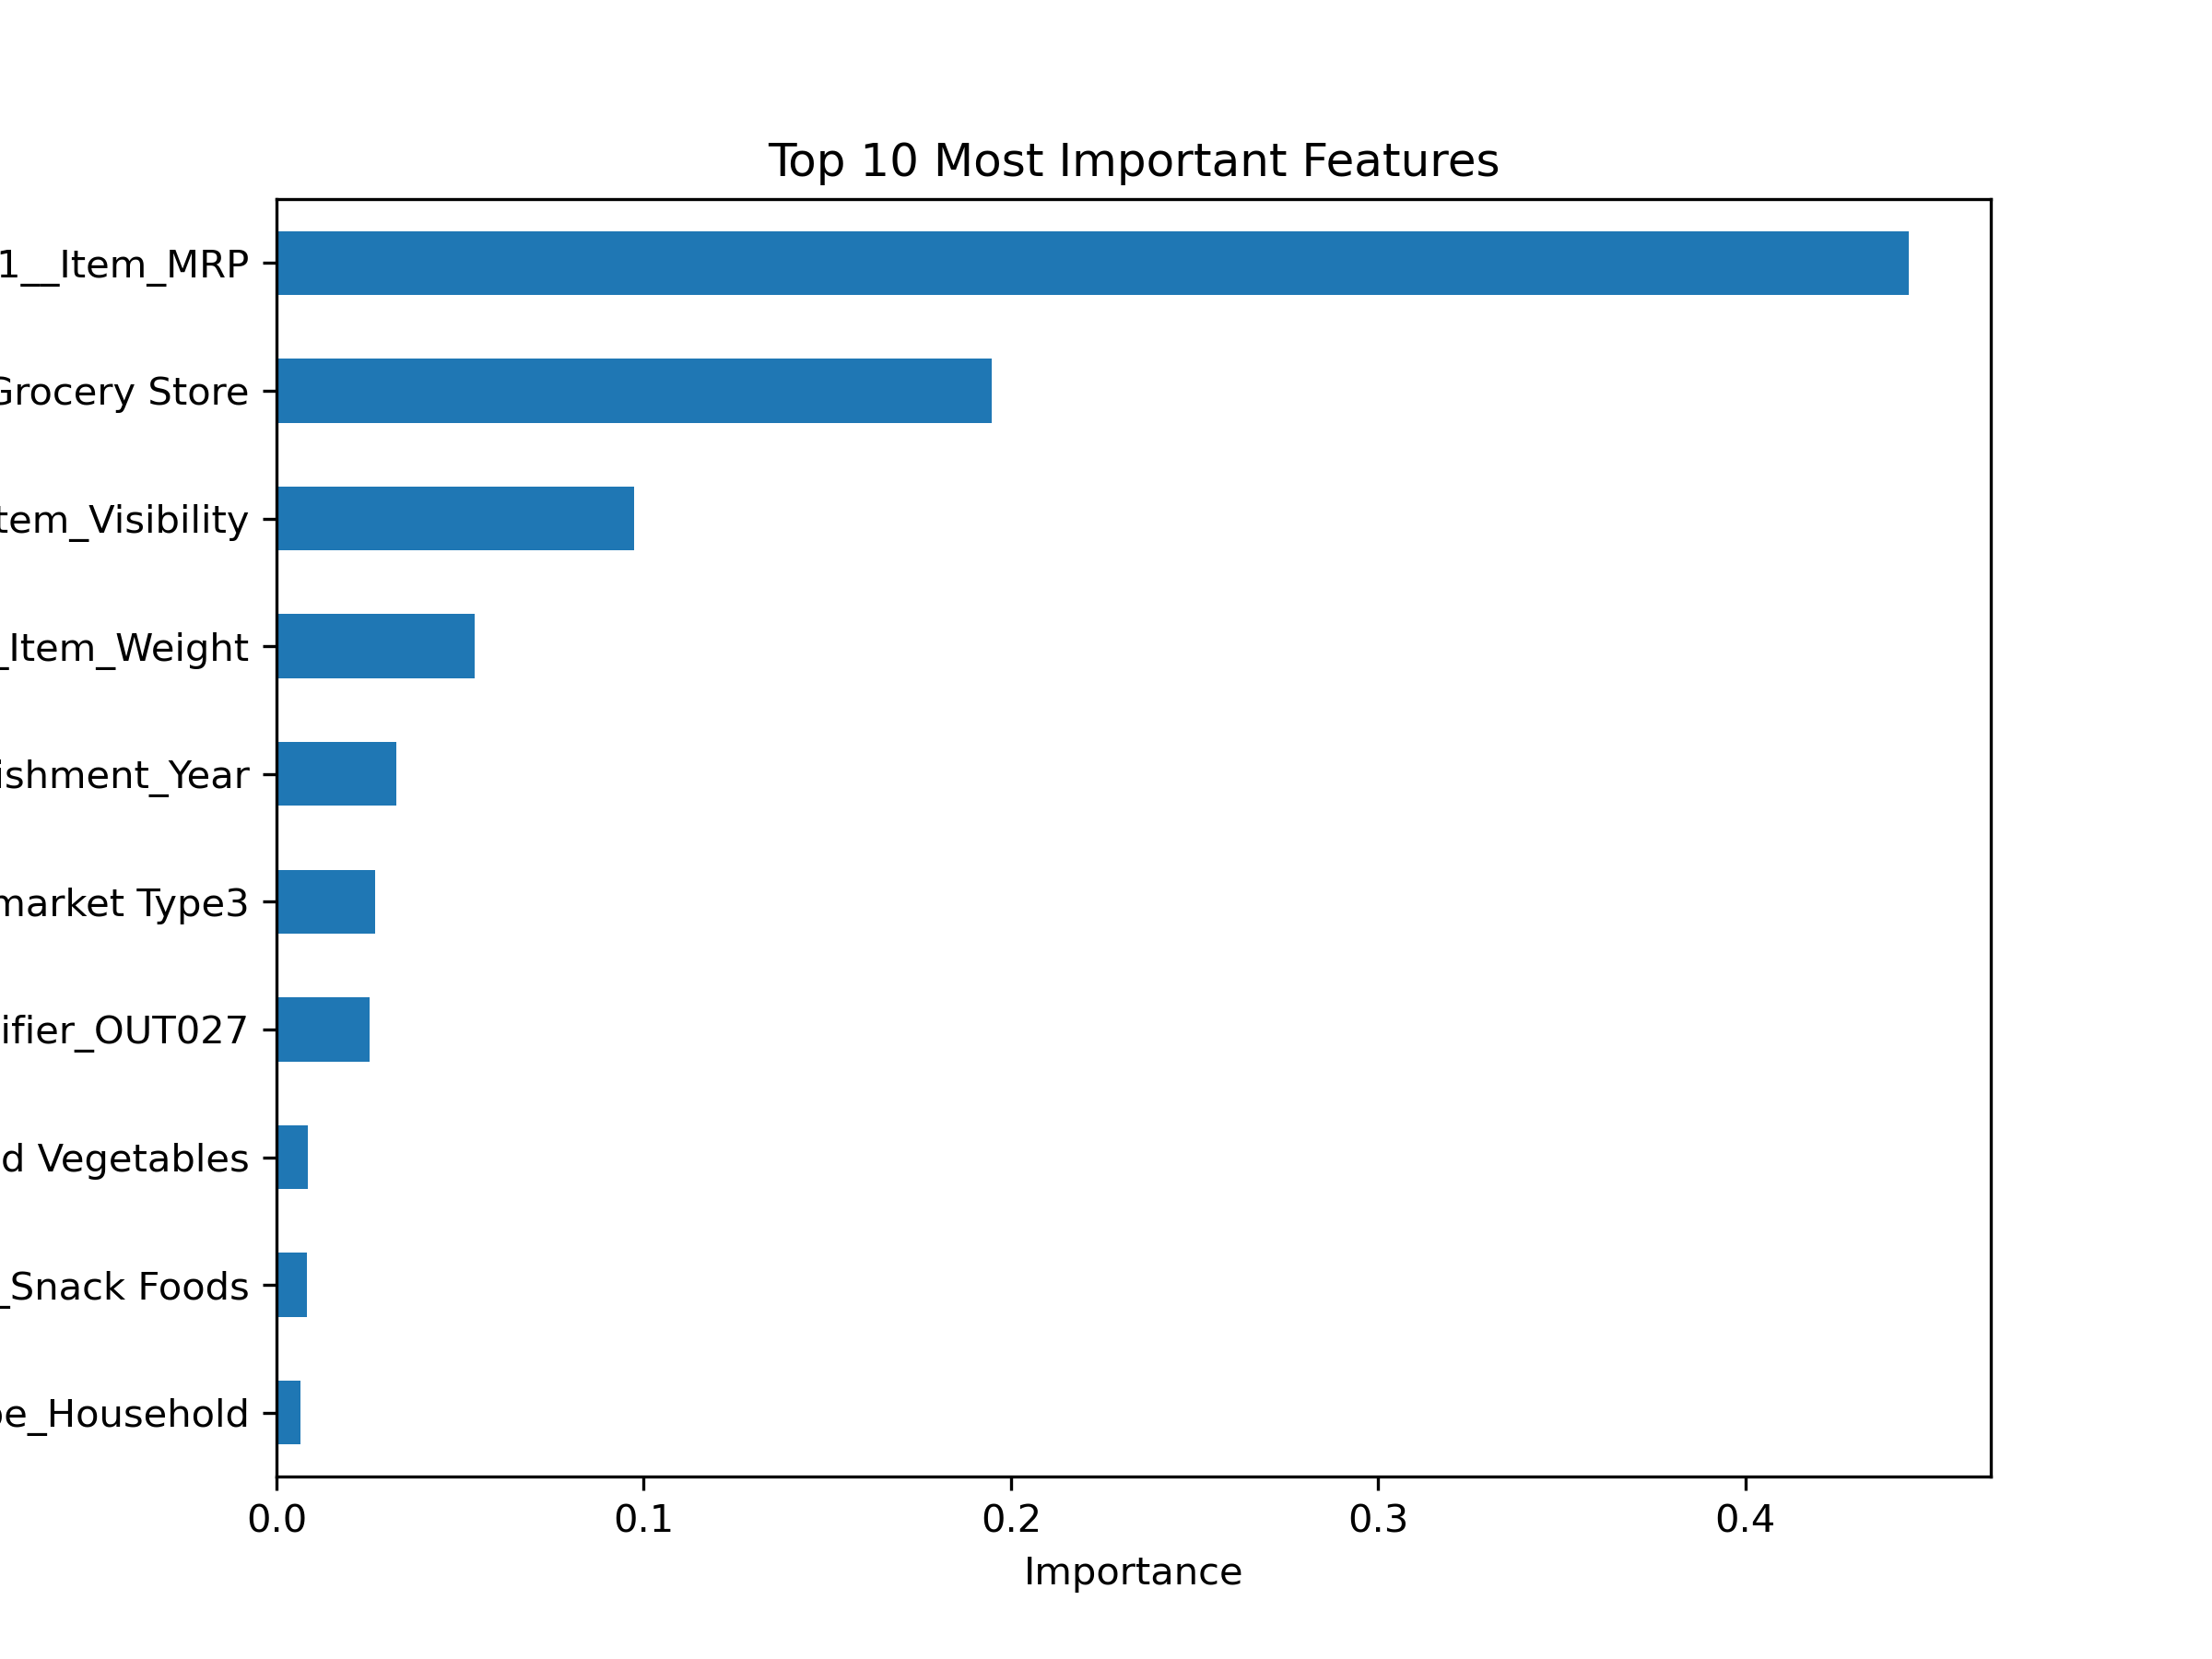 Top 10 Most Important Features
1__Item_MRP
Grocery Store
tem_Visibility
_Item_Weight
ishment_Year
market Type3
ifier_OUT027
d Vegetables
_Snack Foods
pe_Household
0.0 0.1 0.2 0.3 0.4
Importance